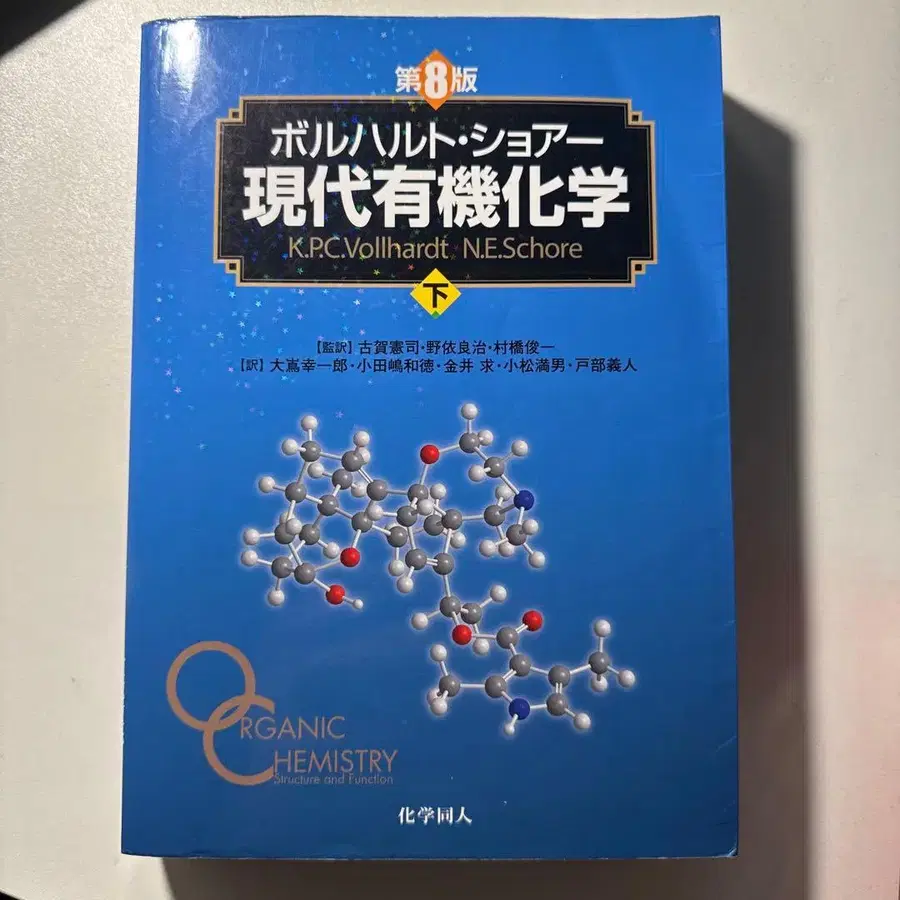 第8版
ボルハルト・ショアー
現代有機化学
K.P.C.Vollhardt N.E.Schore
下
【監訳】古賀憲司・野依良治・村橋俊一
【訳】大嶌幸一郎・小田嶋和徳・金井 求・小松満男・戸部義人
ORGANIC
CHEMISTRY
Structure and Function
化学同人